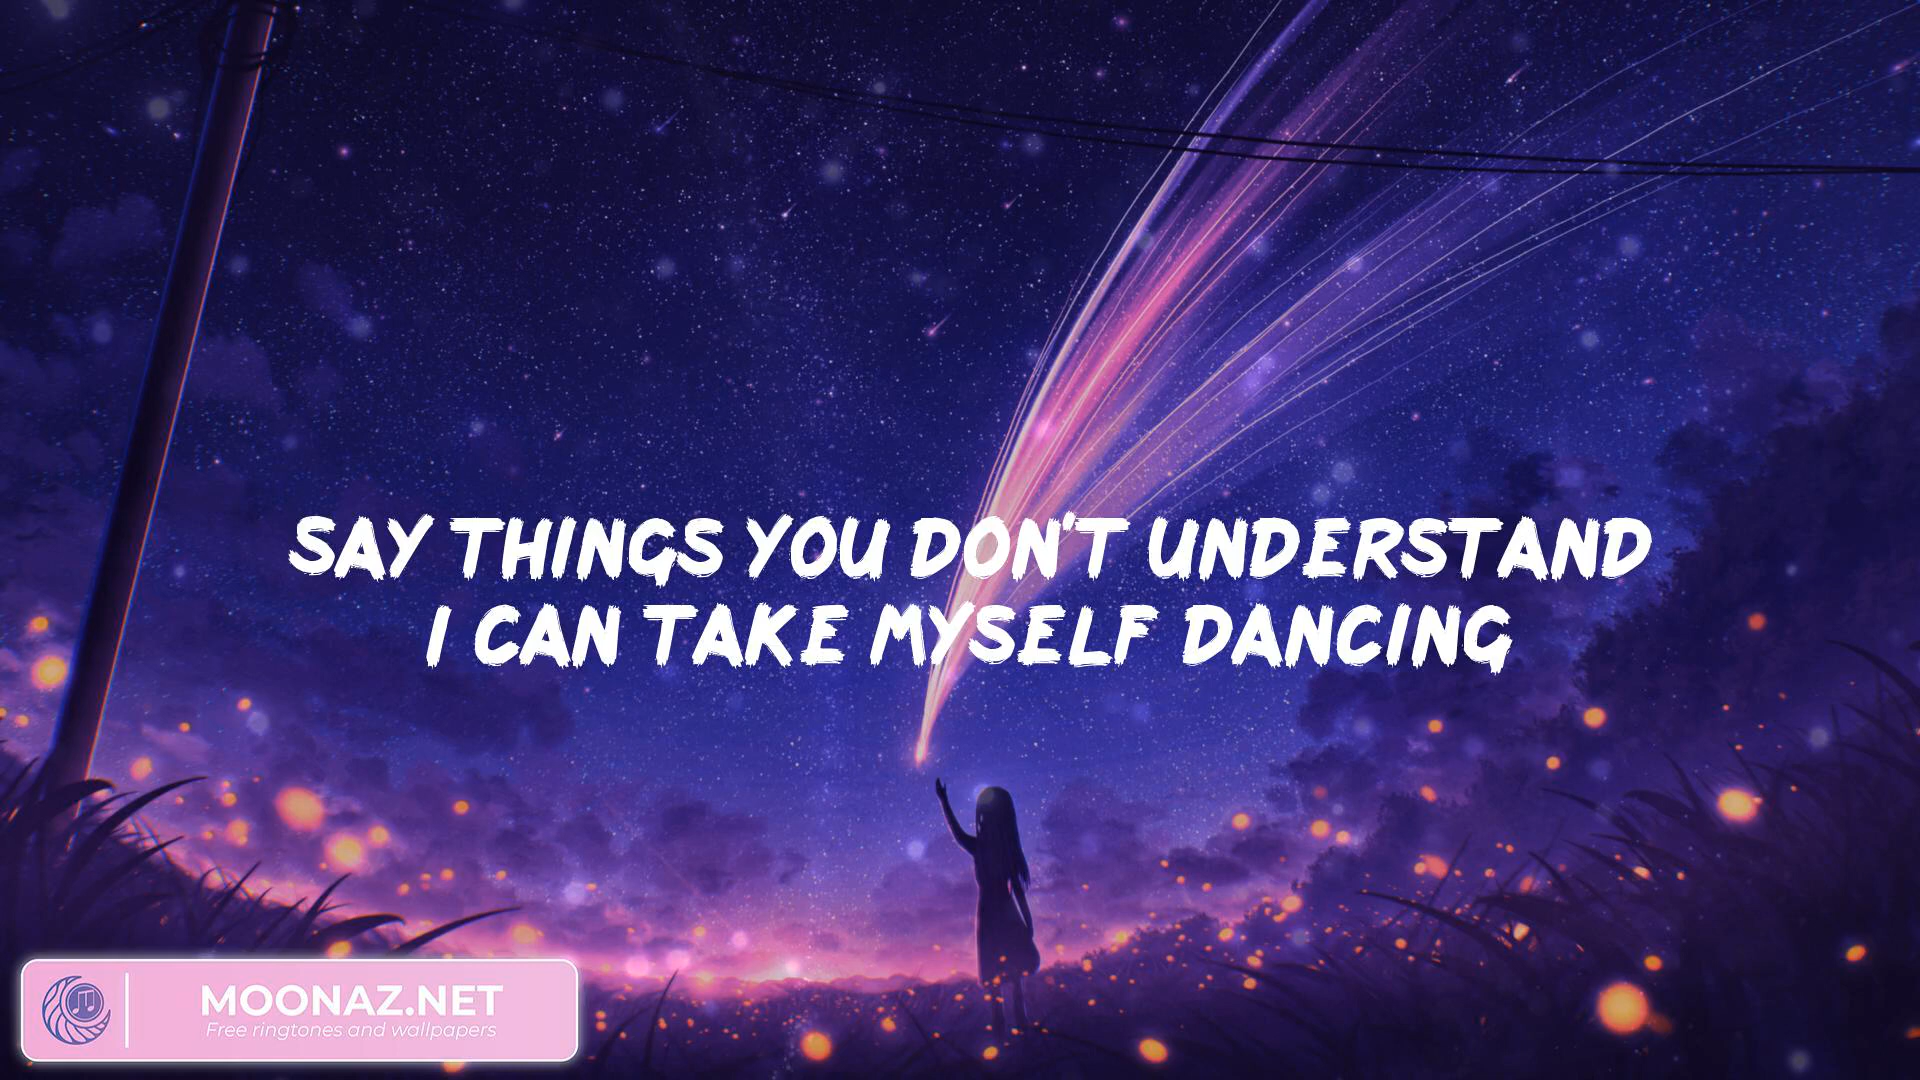 SAY THINGS YOU DON'T UNDERSTAND
I CAN TAKE MYSELF DANCING
MOONAZ.NET
Free ringtones and wallpapers